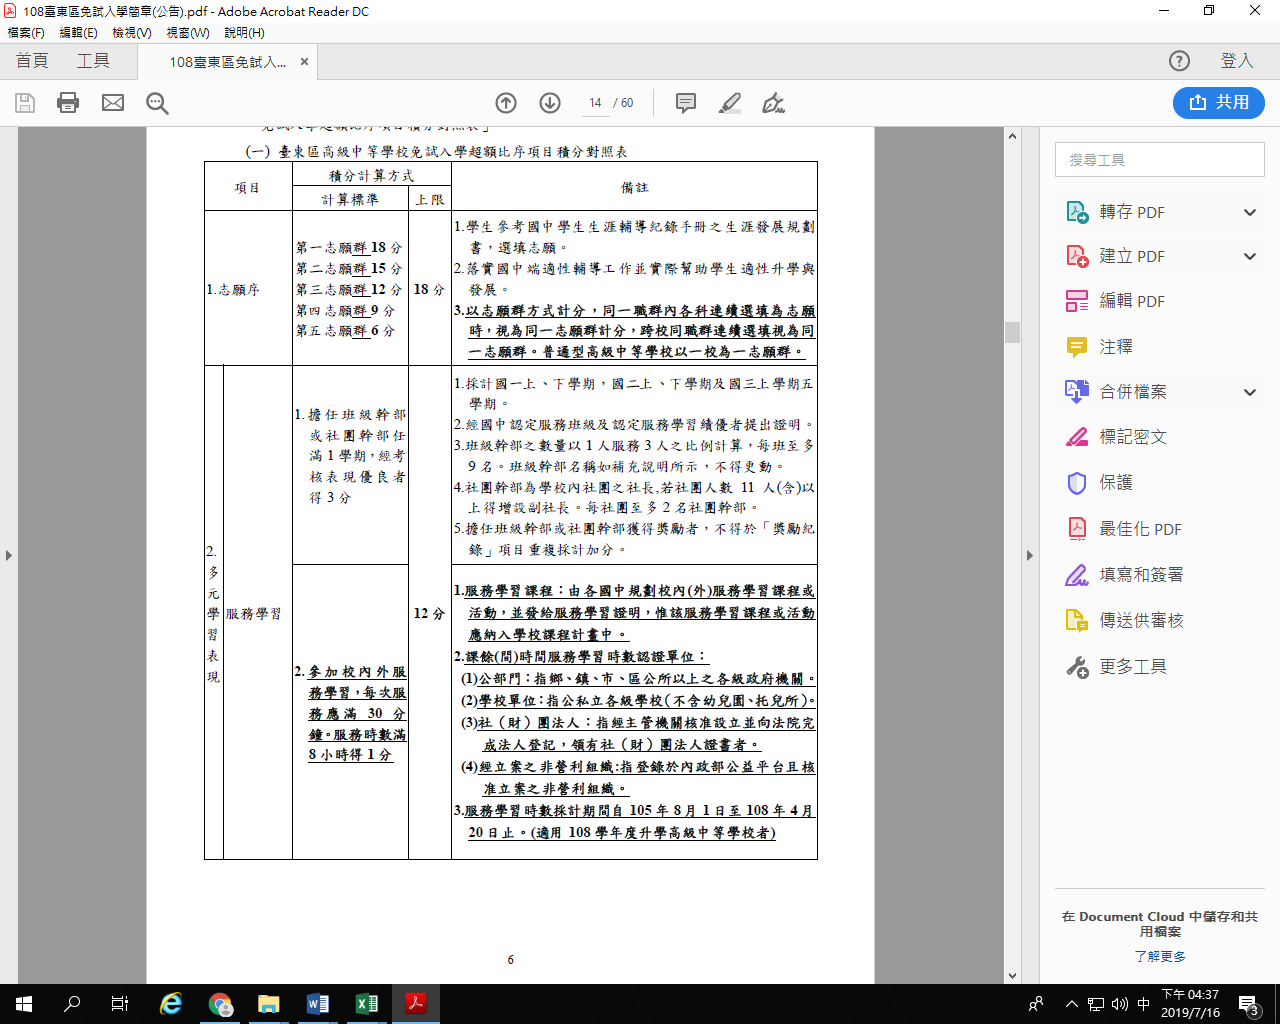 108臺東區免試入學簡章(公告).pdf - Adobe Acrobat Reader DC
檔案(F) 編輯(E) 檢視(V) 視窗(W) 說明(H)
首頁 工具 108臺東區免試入... × 登入
14 / 60 共用
免試入學超額比序項目積分對照表」
(一) 臺東區高級中等學校免試入學超額比序項目積分對照表
項目 積分計算方式 備註
計算標準 上限
1.志願序
第一志願群 18 分
第二志願群 15 分
第三志願群 12 分
第四志願群 9 分
第五志願群 6 分
18 分
1.學生參考國中學生生涯輔導紀錄手冊之生涯發展規劃
書，選填志願。
2.落實國中端適性輔導工作並實際幫助學生適性升學與
發展。
3.以志願群方式計分，同一職群內各科連續選填為志願
時，視為同一志願群計分，跨校同職群連續選填視為同
一志願群。普通型高級中等學校以一校為一志願群。
2.
多
元
學
習
表
現
服務學習
1. 擔任班級幹部
或社團幹部任
滿 1 學期，經考
核表現優良者
得 3 分
12 分
1.採計國一上、下學期，國二上、下學期及國三上學期五
學期。
2.經國中認定服務班級及認定服務學習績優者提出證明。
3.班級幹部之數量以 1 人服務 3 人之比例計算，每班至多
9 名。班級幹部名稱如補充說明所示，不得更動。
4.社團幹部為學校內社團之社長,若社團人數 11 人(含)以
上得增設副社長。每社團至多 2 名社團幹部。
5.擔任班級幹部或社團幹部獲得獎勵者，不得於「獎勵紀
錄」項目重複採計加分。
2. 參加校內外服
務學習，每次服
務應滿 30 分
鐘。服務時數滿
8 小時得 1 分
1.服務學習課程：由各國中規劃校內(外)服務學習課程或
活動，並發給服務學習證明，惟該服務學習課程或活動
應納入學校課程計畫中。
2.課餘(間)時間服務學習時數認證單位：
(1)公部門：指鄉、鎮、市、區公所以上之各級政府機關。
(2)學校單位：指公私立各級學校（不含幼兒園、托兒所）。
(3)社（財）團法人：指經主管機關核准設立並向法院完
成法人登記，領有社（財）團法人證書者。
(4)經立案之非營利組織:指登錄於內政部公益平台且核
准立案之非營利組織。
3.服務學習時數採計期間自 105 年 8 月 1 日至 108 年 4 月
20 日止。(適用 108 學年度升學高級中等學校者)
6
搜尋工具
轉存 PDF
建立 PDF
編輯 PDF
注釋
合併檔案
標記密文
保護
最佳化 PDF
填寫和簽署
傳送供審核
更多工具
在 Document Cloud 中儲存和共
用檔案
了解更多
中
下午 04:37
2019/7/16
3